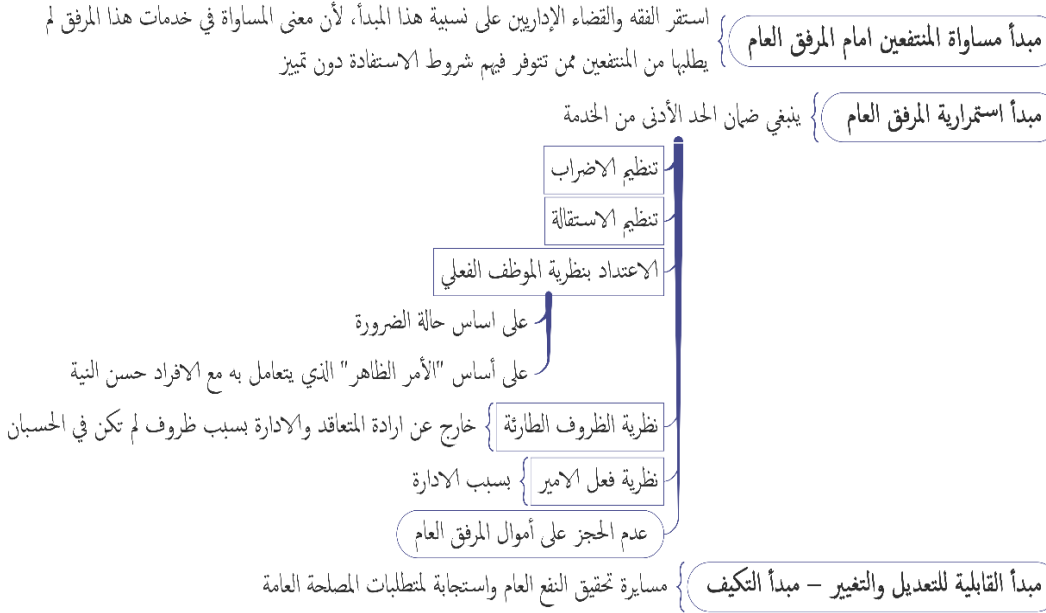 مبدأ مساواة المنتفعين امام المرفق العام
استقر الفقه والقضاء الإداريين على نسبية هذا المبدأ، لأن معنى المساواة في خدمات هذا المرفق لم
يطلبها من المنتفعين ممن تتوفر فيهم شروط الاستفادة دون تمييز
مبدأ استمرارية المرفق العام
ينبغي ضمان الحد الأدنى من الخدمة
تنظيم الاضراب
تنظيم الاستقالة
الاعتداد بنظرية الموظف الفعلي
على اساس حالة الضرورة
على أساس "الأمر الظاهر" الذي يتعامل به مع الافراد حسن النية
نظرية الظروف الطارئة
خارج عن ارادة المتعاقد والادارة بسبب ظروف لم تكن في الحسبان
نظرية فعل الامير
بسبب الادارة
عدم الحجز على أموال المرفق العام
مبدأ القابلية للتعديل والتغيير – مبدأ التكيف
مسايرة تحقيق النفع العام واستجابة لمتطلبات المصلحة العامة